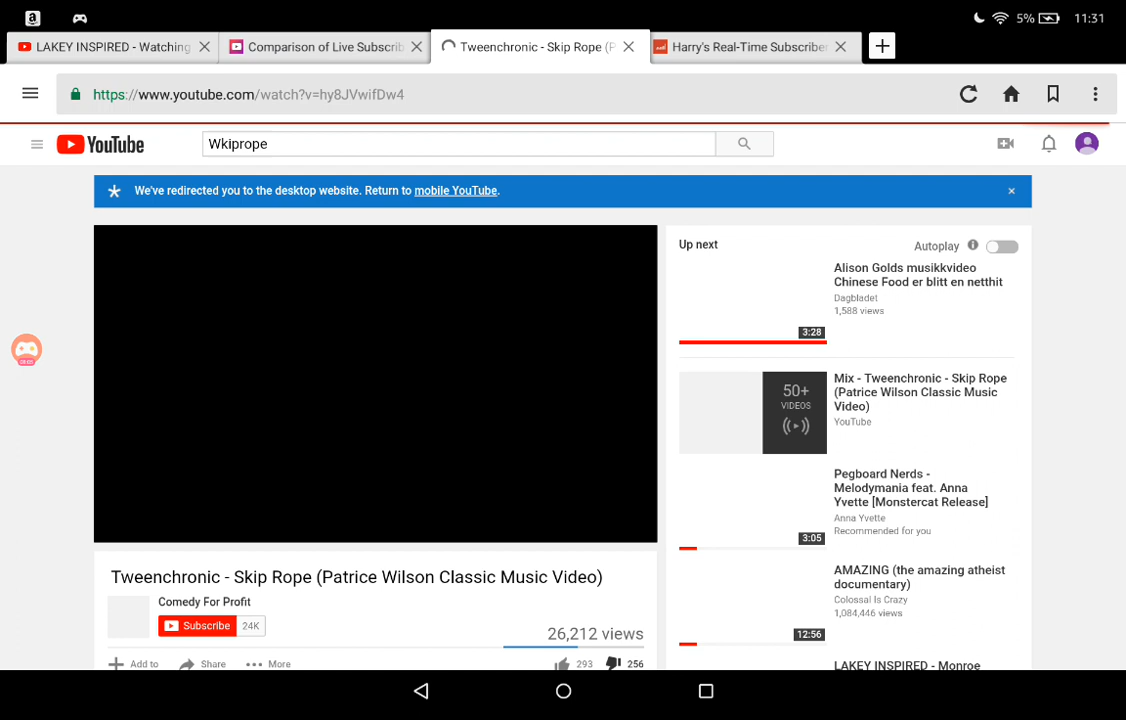 5% 11:31
LAKEY INSPIRED - Watching
Comparison of Live Subscrib
Tweenchronic - Skip Rope (P
Harry's Real-Time Subscriber
https://www.youtube.com/watch?v=hy8JVwifDw4
YouTube
Wkiprope
We've redirected you to the desktop website. Return to mobile YouTube.
Up next
Autoplay
Alison Golds musikkvideo
Chinese Food er blitt en netthit
Dagbladet
1,588 views
3:28
50+
VIDEOS
Mix - Tweenchronic - Skip Rope
(Patrice Wilson Classic Music
Video)
YouTube
Pegboard Nerds -
Melodymania feat. Anna
Yvette [Monstercat Release]
Anna Yvette
Recommended for you
3:05
AMAZING (the amazing atheist
documentary)
Colossal Is Crazy
1,084,446 views
12:56
LAKEY INSPIRED - Monroe
Tweenchronic - Skip Rope (Patrice Wilson Classic Music Video)
Comedy For Profit
Subscribe 24K
26,212 views
Add to Share More 293 256